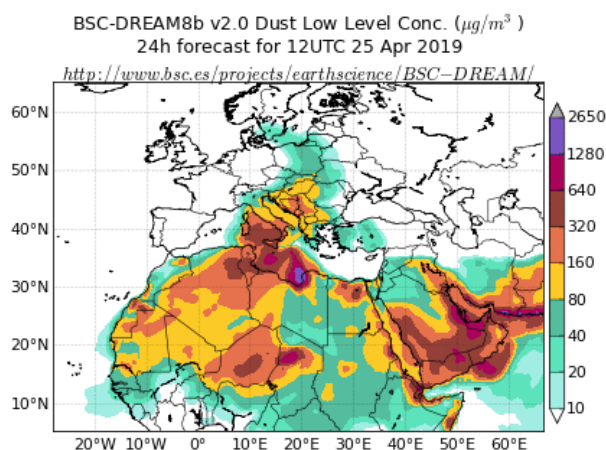 BSC-DREAM8b v2.0 Dust Low Level Conc. (μg/m³ )
24h forecast for 12UTC 25 Apr 2019
http://www.bsc.es/projects/earthscience/BSC−DREAM/
60°N
50°N
40°N
30°N
20°N
10°N
20°W 10°W 0° 10°E 20°E 30°E 40°E 50°E 60°E
2650
1280
640
320
160
80
40
20
10